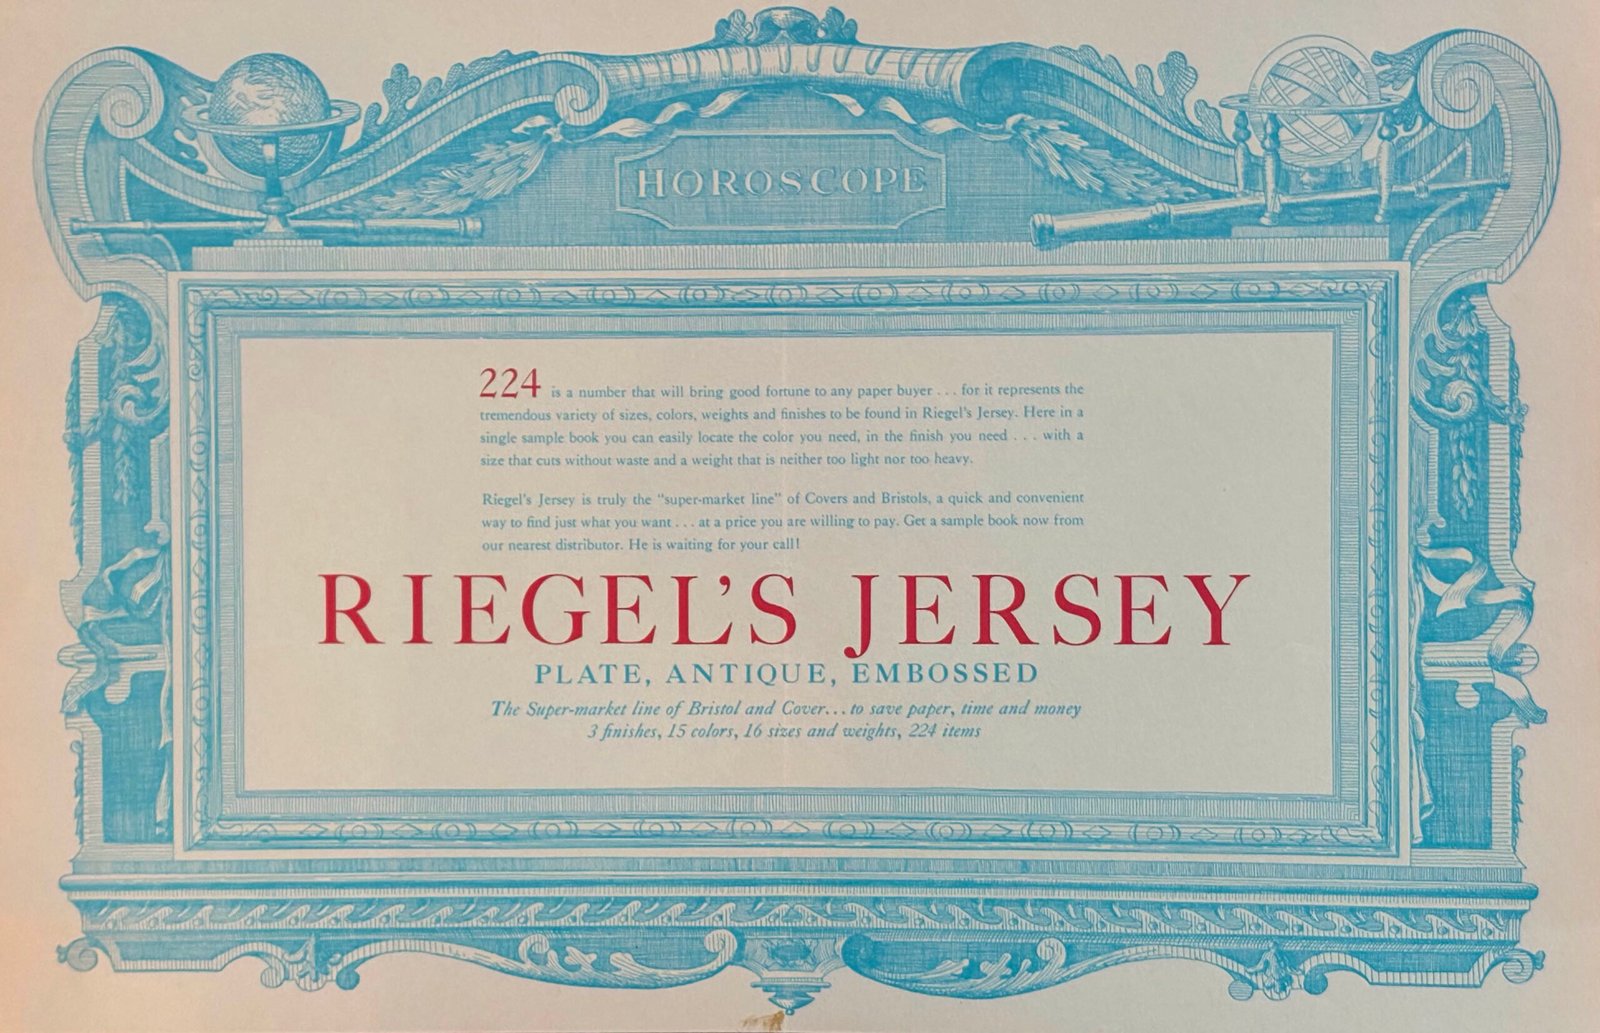 HOROSCOPE
224 is a number that will bring good fortune to any paper buyer . . . for it represents the
tremendous variety of sizes, colors, weights and finishes to be found in Riegel's Jersey. Here in a
single sample book you can easily locate the color you need, in the finish you need . . . with a
size that cuts without waste and a weight that is neither too light nor too heavy.
Riegel's Jersey is truly the "super-market line" of Covers and Bristols, a quick and convenient
way to find just what you want . . . at a price you are willing to pay. Get a sample book now from
our nearest distributor. He is waiting for your call!
RIEGEL'S JERSEY
PLATE, ANTIQUE, EMBOSSED
The Super-market line of Bristol and Cover...to save paper, time and money
3 finishes, 15 colors, 16 sizes and weights, 224 items